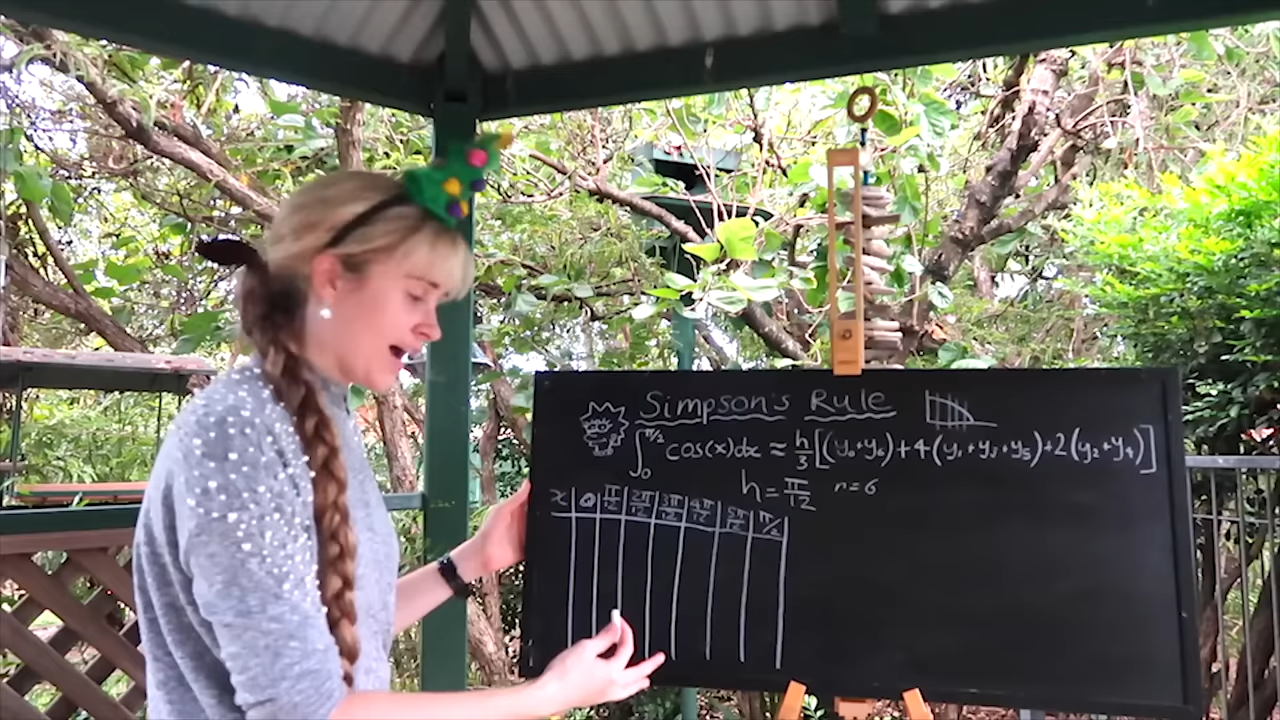 Simpson's Rule
∫₀^π/2 cos(x)dx ≈ h/3[(y₀+y₆)+4(y₁+y₃+y₅)+2(y₂+y₄)]
h=π/12 n=6
x 0 π/12 2π/12 3π/12 4π/12 5π/12 π/2